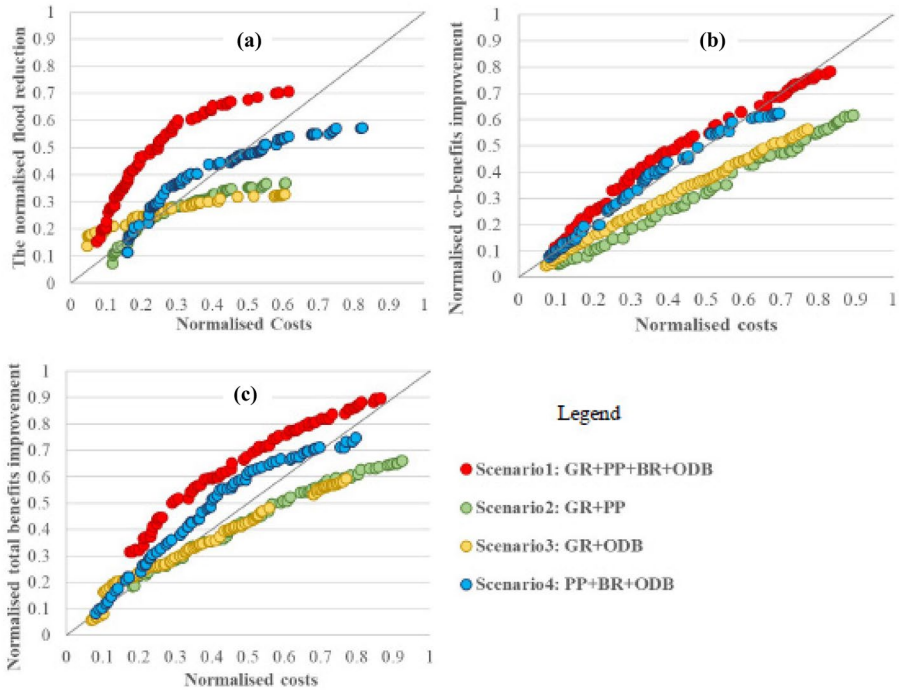 The normalised flood reduction
1
0.9
0.8
0.7
0.6
0.5
0.4
0.3
0.2
0.1
0
(a)
0 0.1 0.2 0.3 0.4 0.5 0.6 0.7 0.8 0.9 1
Normalised Costs
Normalised co-benefits improvement
1
0.9
0.8
0.7
0.6
0.5
0.4
0.3
0.2
0.1
0
(b)
0 0.1 0.2 0.3 0.4 0.5 0.6 0.7 0.8 0.9 1
Normalised costs
Normalised total benefits improvement
1
0.9
0.8
0.7
0.6
0.5
0.4
0.3
0.2
0.1
0
(c)
0 0.1 0.2 0.3 0.4 0.5 0.6 0.7 0.8 0.9 1
Normalised costs
Legend
Scenario1: GR+PP+BR+ODB
Scenario2: GR+PP
Scenario3: GR+ODB
Scenario4: PP+BR+ODB